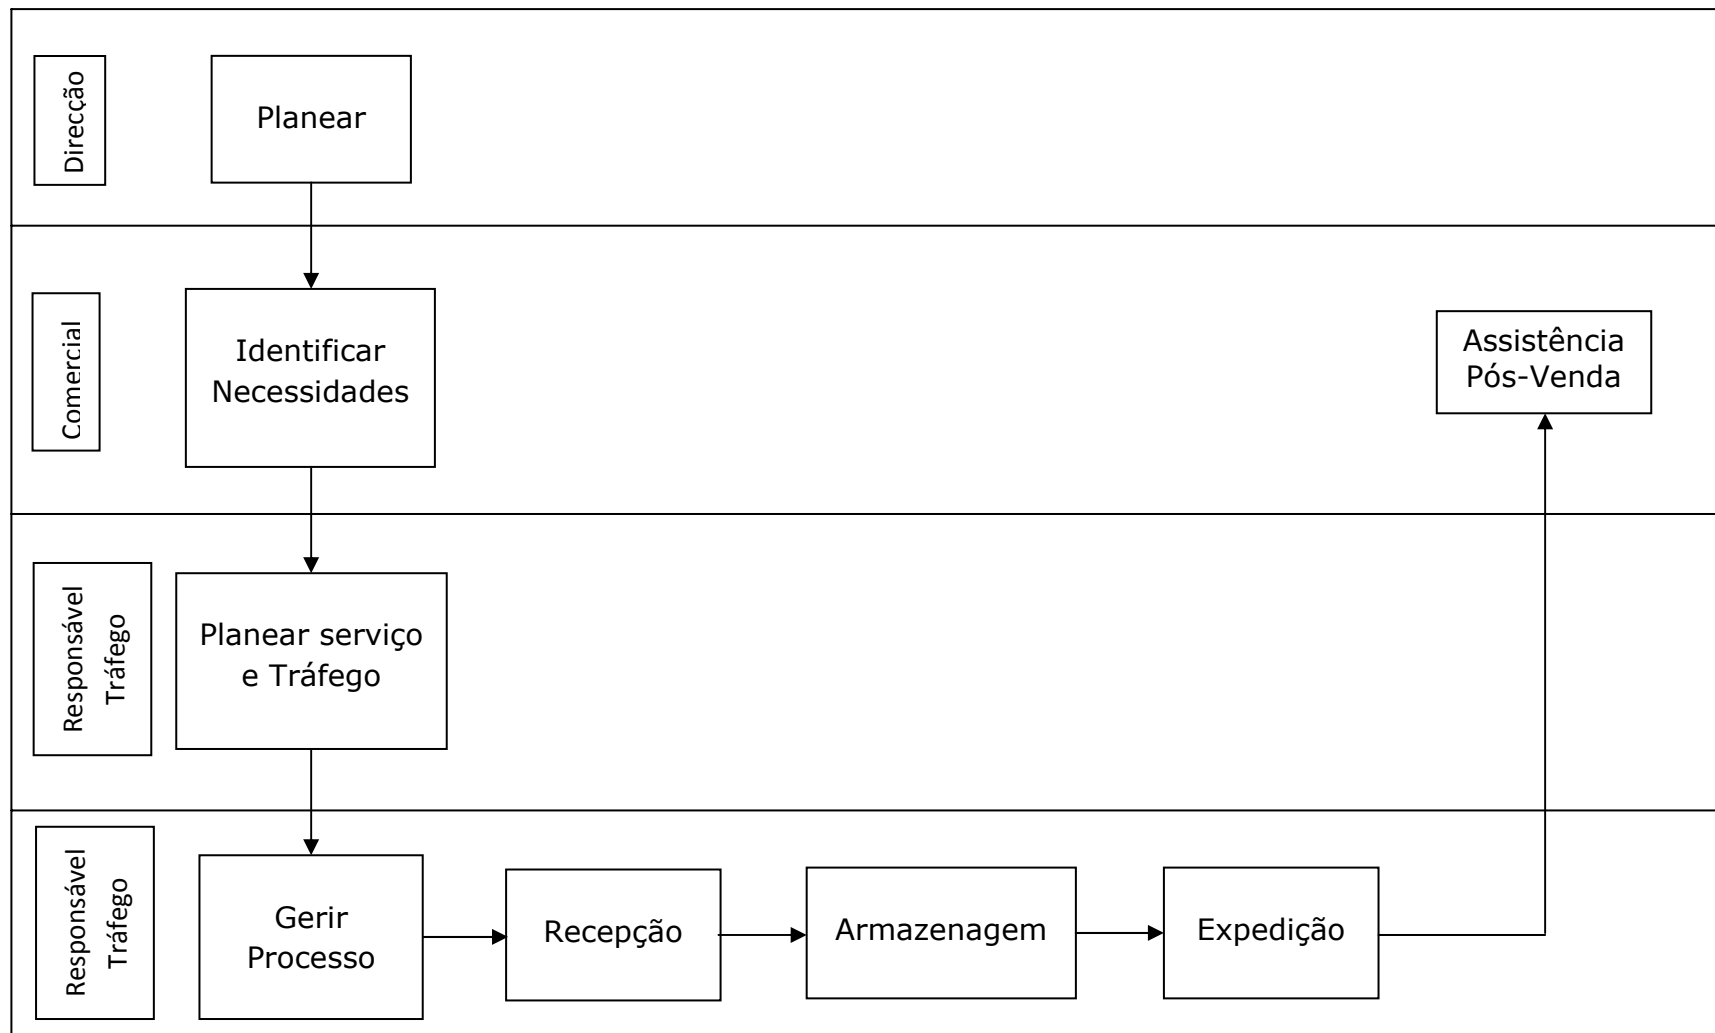 Direcção
Planear
Comercial
Identificar
Necessidades
Assistência
Pós-Venda
Responsável
Tráfego
Planear serviço
e Tráfego
Responsável
Tráfego
Gerir
Processo
Recepção
Armazenagem
Expedição